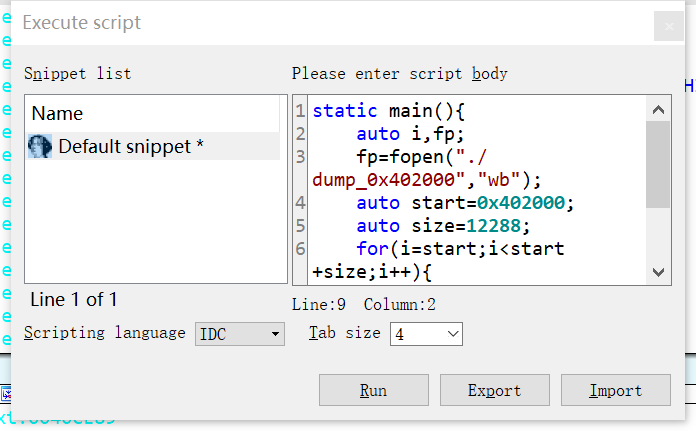 Execute script
Snippet list
Please enter script body
Name
Default snippet *
1 static main(){
2 auto i,fp;
3 fp=fopen("./
dump_0x402000","wb");
4 auto start=0x402000;
5 auto size=12288;
6 for(i=start;i<start
+size;i++){
Line 1 of 1
Line:9 Column:2
Scripting language IDC
Tab size 4
Run
Export
Import